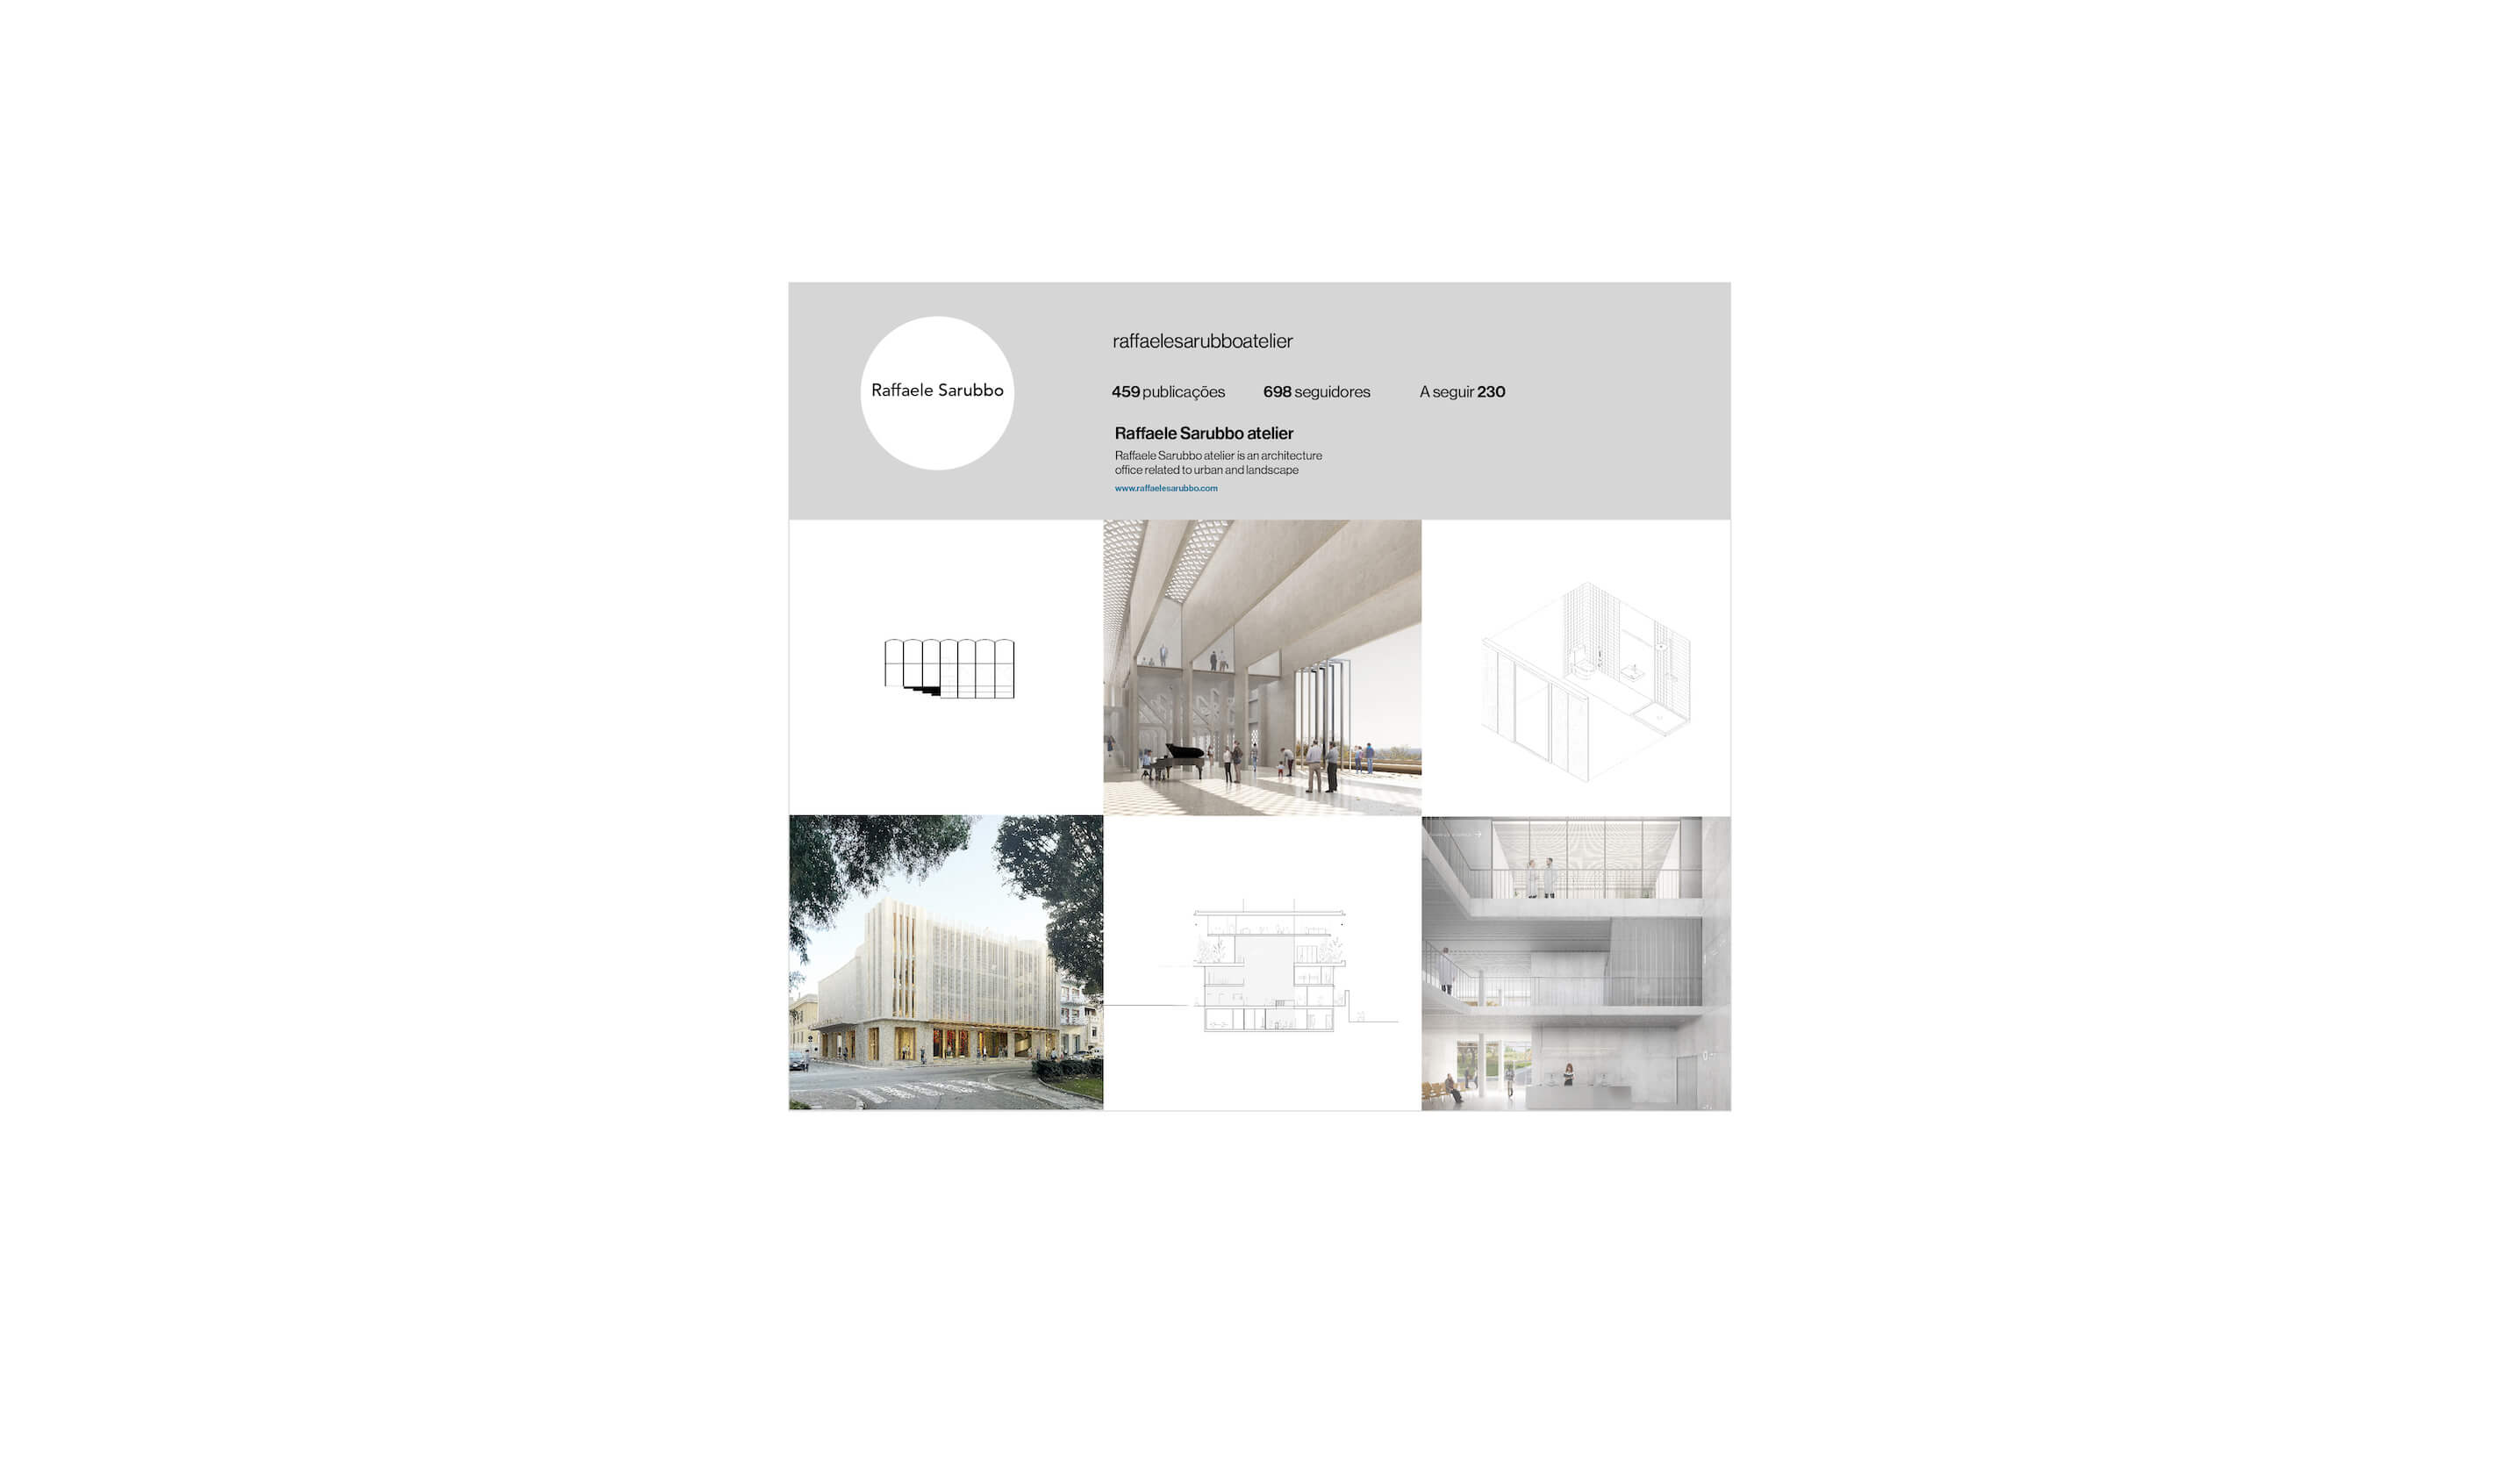 Raffaele Sarubbo
raffaelesarubboatelier
459 publicações 698 seguidores A seguir 230
Raffaele Sarubbo atelier
Raffaele Sarubbo atelier is an architecture
office related to urban and landscape
www.raffaelesarubbo.com